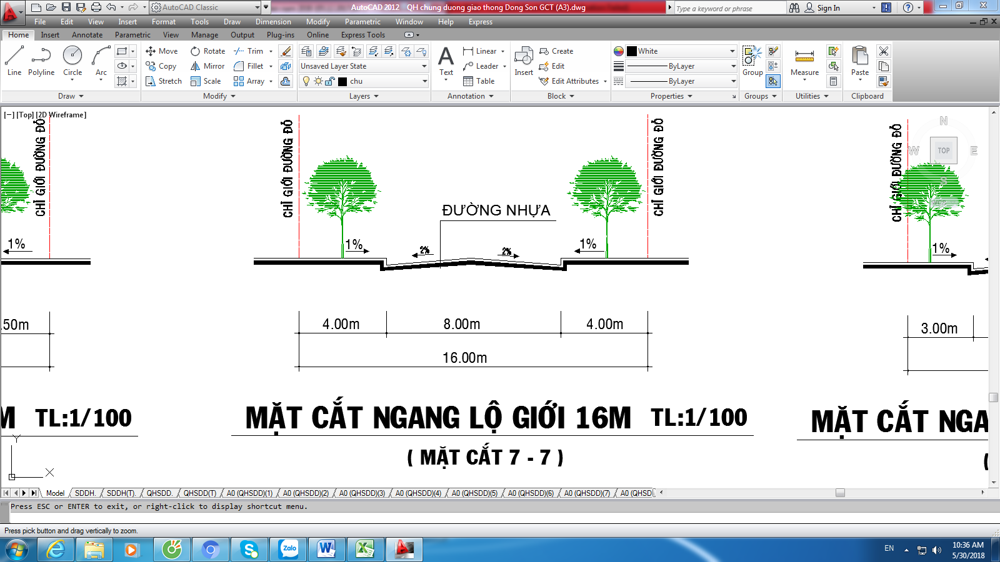 AutoCAD Classic
AutoCAD 2012 QH chung duong giao thong Dong Son GCT (A3).dwg
Type a keyword or phrase
Sign In
File Edit View Insert Format Tools Draw Dimension Modify Parametric Window Help Express
Home Insert Annotate Parametric View Manage Output Plug-ins Online Express Tools
Line Polyline Circle Arc
Move Rotate Trim
Copy Mirror Fillet
Stretch Scale Array
Unsaved Layer State
chu
Text
Linear
Leader
Table
Insert
Create
Edit
Edit Attributes
White
ByLayer
ByLayer
Group
Measure
Paste
Draw Modify Layers Annotation Block Properties Groups Utilities Clipboard
[−] [Top] [2D Wireframe]
CHỈ GIỚI ĐƯỜNG ĐỎ
CHỈ GIỚI ĐƯỜNG ĐỎ
CHỈ GIỚI ĐƯỜNG ĐỎ
CHỈ GIỚI ĐƯỜNG ĐỎ
N
W TOP E
S
ĐƯỜNG NHỰA
1% 1% 2% 2% 1% 1%
.50m 4.00m 8.00m 4.00m 3.00m
16.00m
M TL:1/100 MẶT CẮT NGANG LỘ GIỚI 16M TL:1/100 MẶT CẮT NGA
( MẶT CẮT 7 - 7 ) (
Y
X
Model SDDH. SDDH(T). QHSDD. QHSDD(T) A0 (QHSDD)(1) A0 (QHSDD)(2) A0 (QHSDD)(3) A0 (QHSDD)(4) A0 (QHSDD)(5) A0 (QHSDD)(6) A0 (QHSDD)(7) A0 (QHSD
Press ESC or ENTER to exit, or right-click to display shortcut menu.
Press pick button and drag vertically to zoom.
Zalo
EN
10:36 AM
5/30/2018